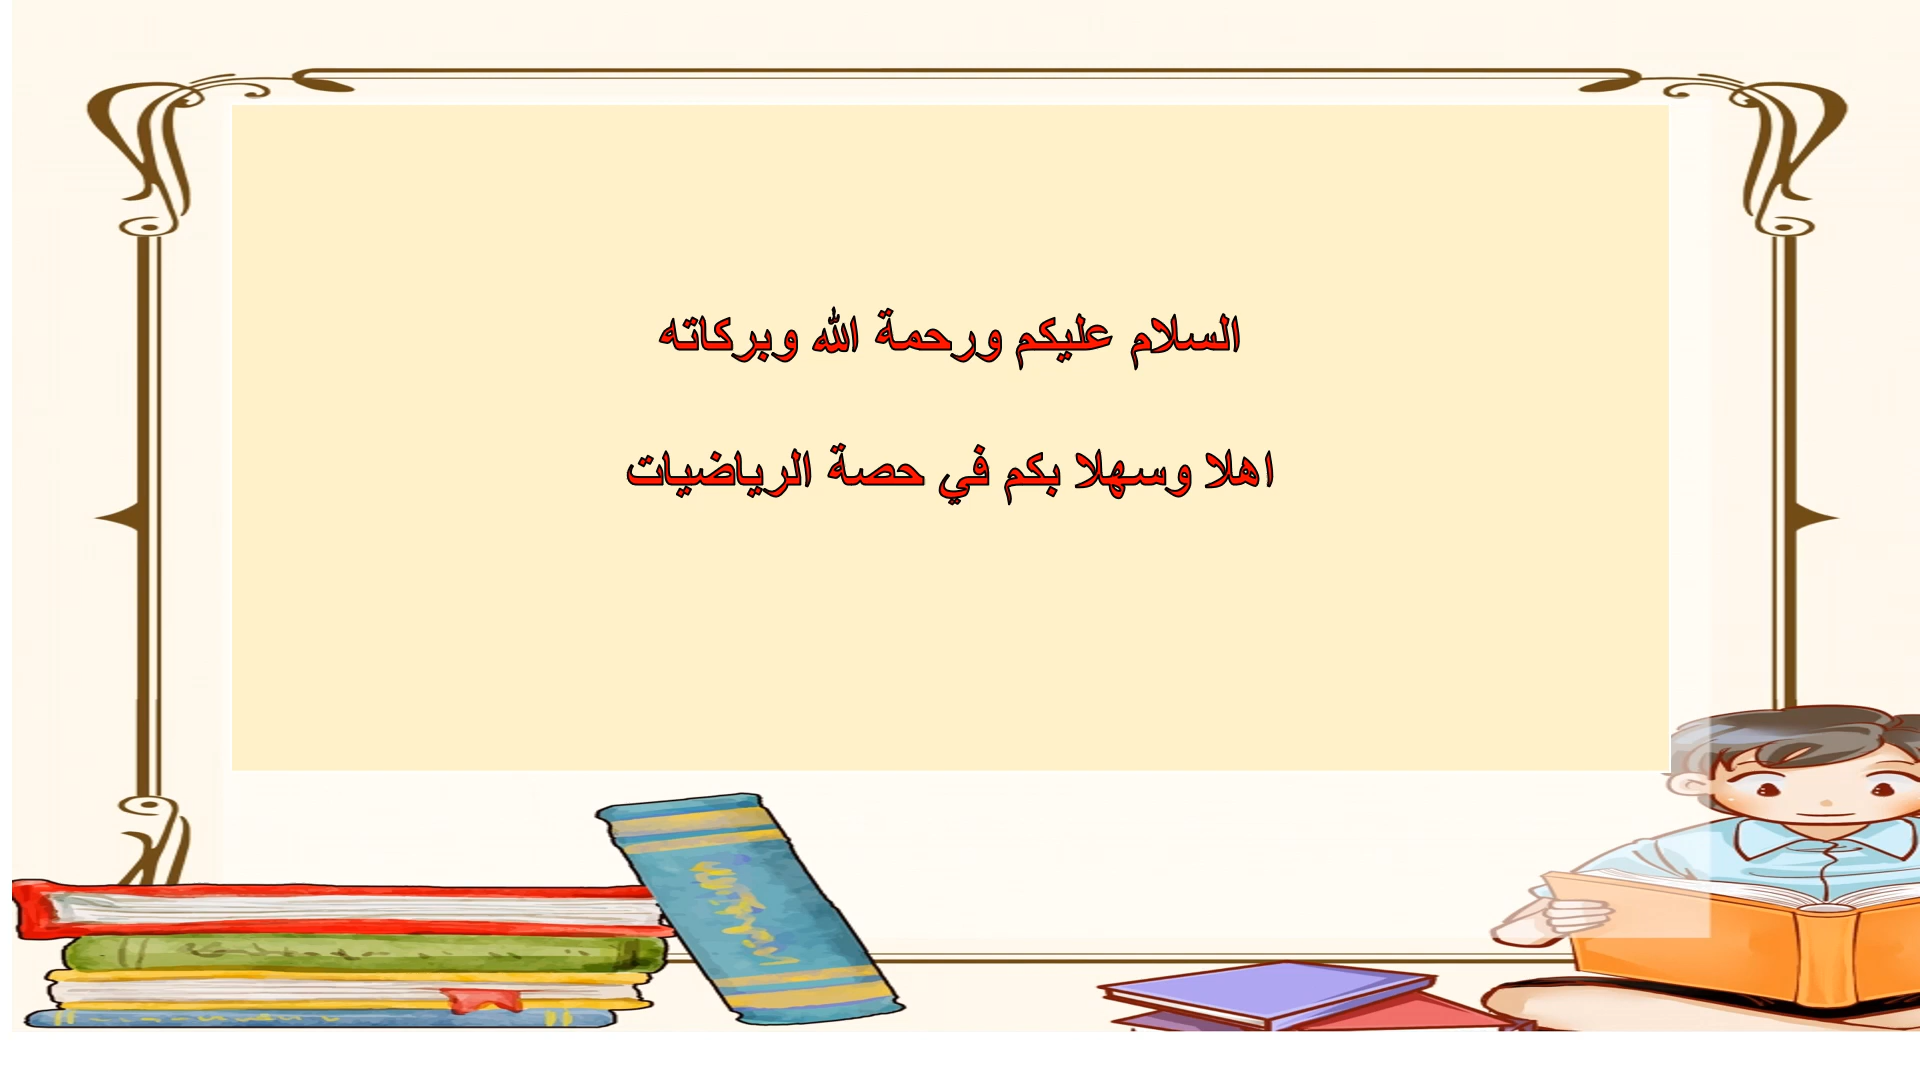 السلام عليكم ورحمة الله وبركاته
اهلا وسهلا بكم في حصة الرياضيات